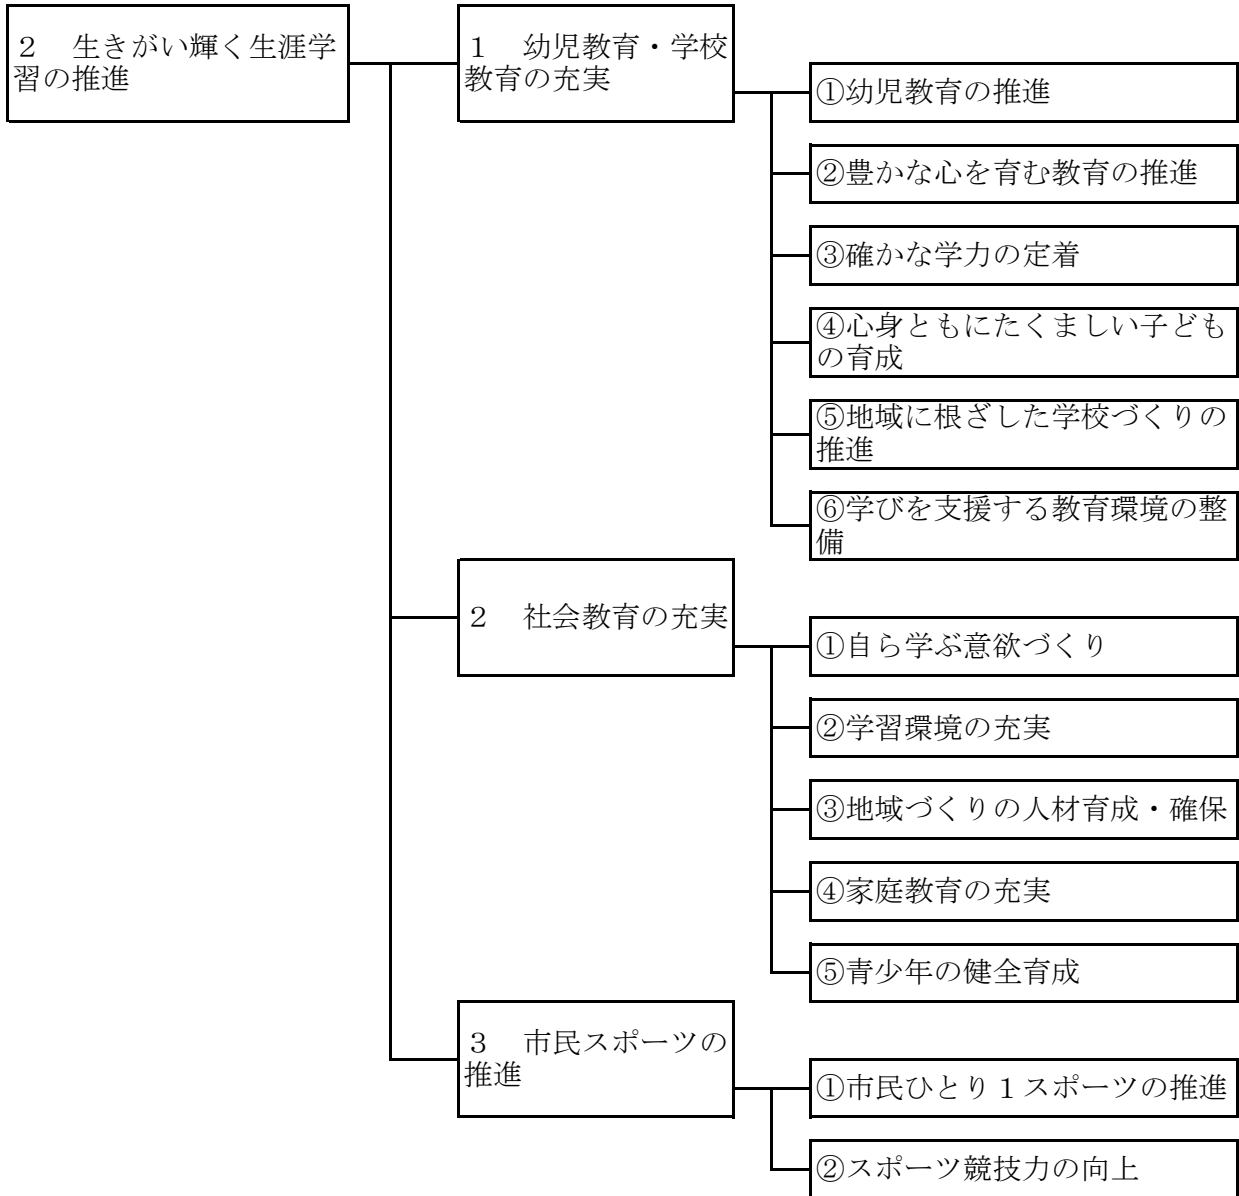 ２　生きがい輝く生涯学
習の推進
１　幼児教育・学校
教育の充実
①幼児教育の推進
②豊かな心を育む教育の推進
③確かな学力の定着
④心身ともにたくましい子ども
の育成
⑤地域に根ざした学校づくりの
推進
⑥学びを支援する教育環境の整
備
２　社会教育の充実
①自ら学ぶ意欲づくり
②学習環境の充実
③地域づくりの人材育成・確保
④家庭教育の充実
⑤青少年の健全育成
３　市民スポーツの
推進
①市民ひとり１スポーツの推進
②スポーツ競技力の向上